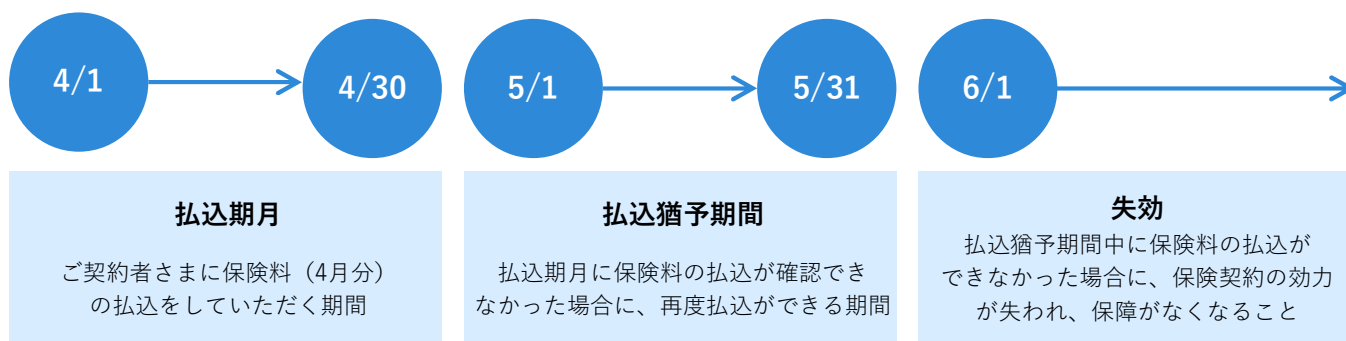 4/1
4/30
5/1
5/31
6/1
払込期月
ご契約者さまに保険料（4月分）
の払込をしていただく期間
払込猶予期間
払込期月に保険料の払込が確認でき
なかった場合に、再度払込ができる期間
失効
払込猶予期間中に保険料の払込が
できなかった場合に、保険契約の効力
が失われ、保障がなくなること